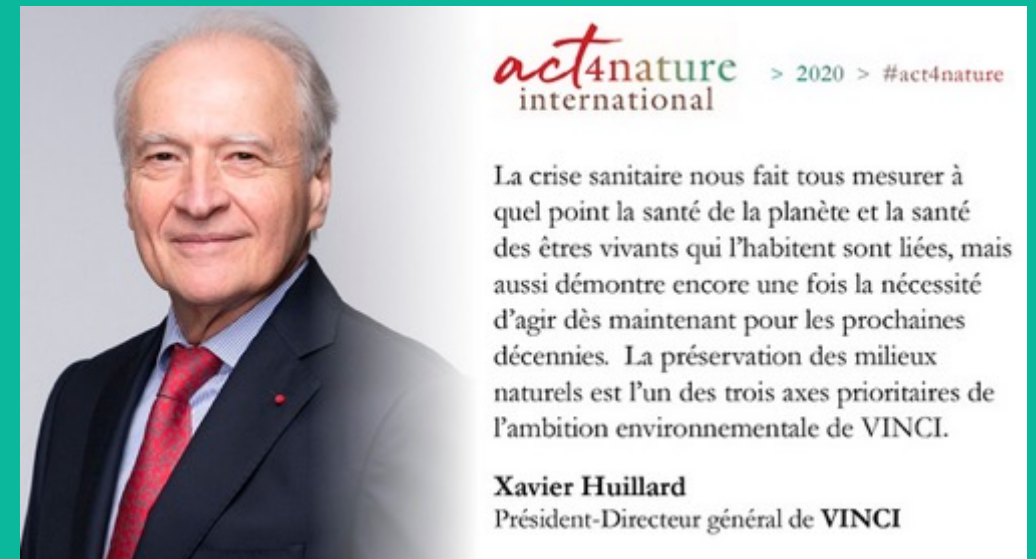 act4nature
international
> 2020 > #act4nature
La crise sanitaire nous fait tous mesurer à
quel point la santé de la planète et la santé
des êtres vivants qui l’habitent sont liées, mais
aussi démontre encore une fois la nécessité
d’agir dès maintenant pour les prochaines
décennies.  La préservation des milieux
naturels est l’un des trois axes prioritaires de
l’ambition environnementale de VINCI.
Xavier Huillard
Président-Directeur général de VINCI